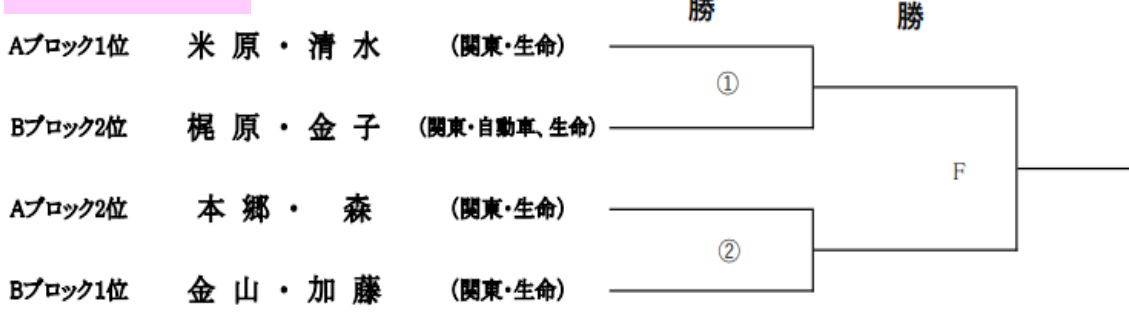 勝 勝
Aブロック1位 米 原 ・ 清 水 (関東・生命)
①
Bブロック2位 梶 原 ・ 金 子 (関東・自動車、生命)
F
Aブロック2位 本 郷 ・ 森 (関東・生命)
②
Bブロック1位 金 山 ・ 加 藤 (関東・生命)